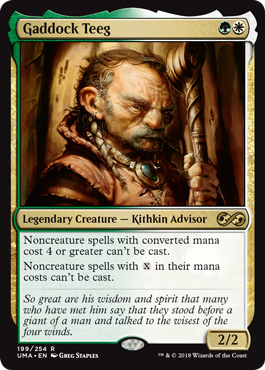 Gaddock Teeg
Legendary Creature — Kithkin Advisor
Noncreature spells with converted mana
cost 4 or greater can't be cast.
Noncreature spells with X in their mana
costs can't be cast.
So great are his wisdom and spirit that many
who have met him say that they stood before a
giant of a man and talked to the wisest of the
four winds.
2/2
199/254 R
UMA • EN Greg Staples
™ & © 2018 Wizards of the Coast